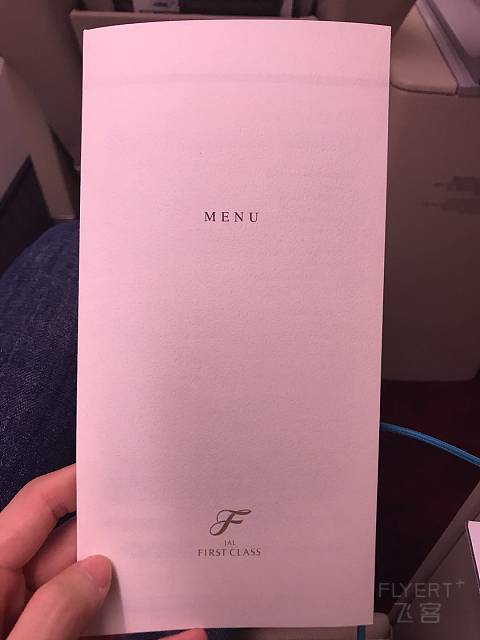 MENU
F
JAL
FIRST CLASS
FLYERT+
飞客